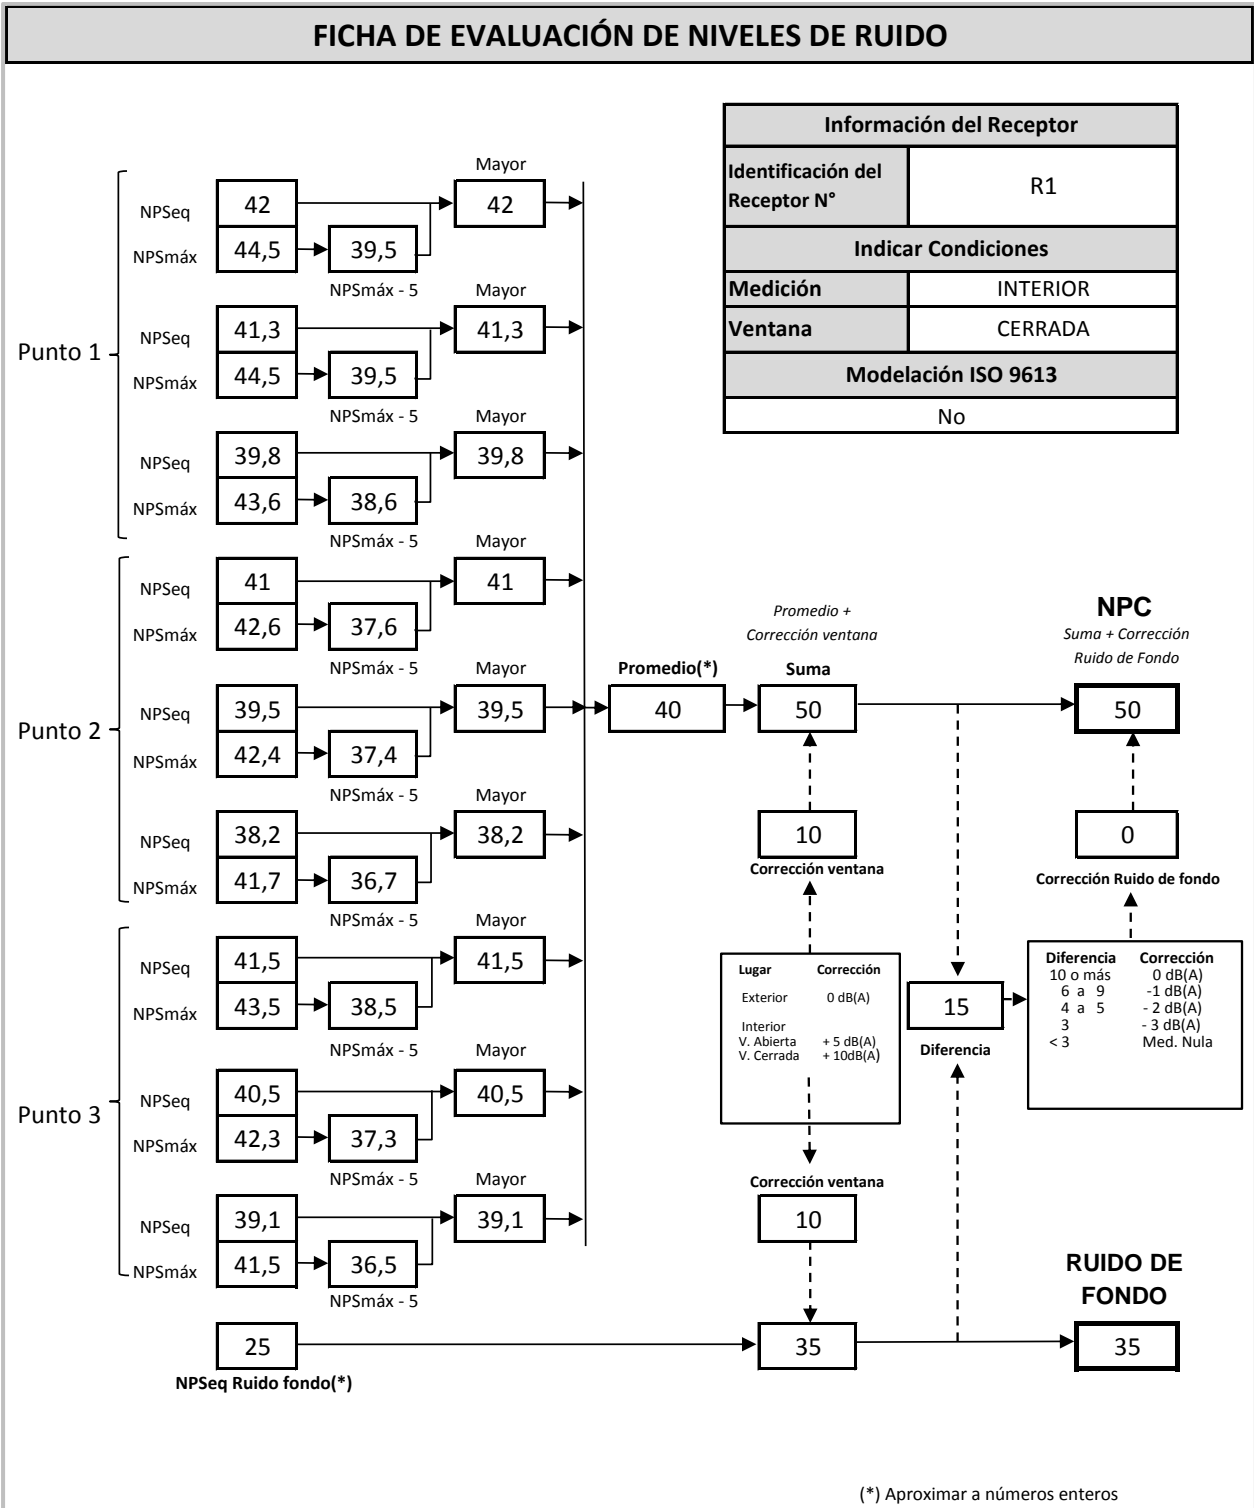 FICHA DE EVALUACIÓN DE NIVELES DE RUIDO
Información del Receptor
Identificación del Receptor N°
R1
Indicar Condiciones
Medición INTERIOR
Ventana CERRADA
Modelación ISO 9613
No
Punto 1
Mayor
NPSeq 42 42
NPSmáx 44,5 39,5
NPSmáx - 5
Mayor
NPSeq 41,3 41,3
NPSmáx 44,5 39,5
NPSmáx - 5
Mayor
NPSeq 39,8 39,8
NPSmáx 43,6 38,6
NPSmáx - 5
Punto 2
Mayor
NPSeq 41 41
NPSmáx 42,6 37,6
NPSmáx - 5
Mayor
NPSeq 39,5 39,5
NPSmáx 42,4 37,4
NPSmáx - 5
Mayor
NPSeq 38,2 38,2
NPSmáx 41,7 36,7
NPSmáx - 5
Punto 3
Mayor
NPSeq 41,5 41,5
NPSmáx 43,5 38,5
NPSmáx - 5
Mayor
NPSeq 40,5 40,5
NPSmáx 42,3 37,3
NPSmáx - 5
Mayor
NPSeq 39,1 39,1
NPSmáx 41,5 36,5
NPSmáx - 5
25
NPSeq Ruido fondo(*)
Promedio(*)
40
Promedio +
Corrección ventana
Suma
50
10
Corrección ventana
Lugar Corrección
Exterior 0 dB(A)
Interior
V. Abierta + 5 dB(A)
V. Cerrada + 10dB(A)
Corrección ventana
10
35
15
Diferencia
NPC
Suma + Corrección
Ruido de Fondo
50
0
Corrección Ruido de fondo
Diferencia Corrección
10 o más 0 dB(A)
6 a 9 -1 dB(A)
4 a 5 - 2 dB(A)
3 - 3 dB(A)
< 3 Med. Nula
RUIDO DE
FONDO
35
(*) Aproximar a números enteros